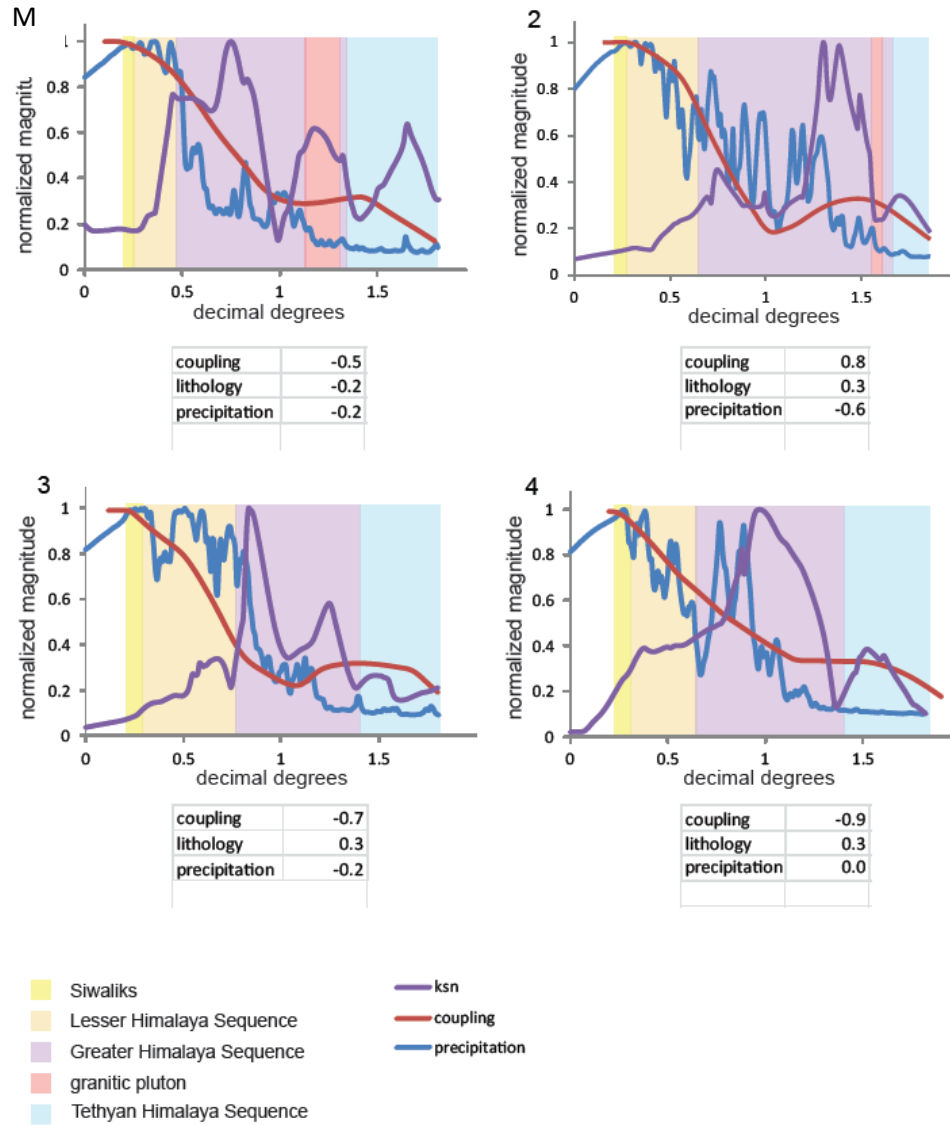 M
1
0.8
0.6
0.4
0.2
0
normalized magnitu
0 0.5 1 1.5
decimal degrees
coupling -0.5
lithology -0.2
precipitation -0.2
2
1
0.8
0.6
0.4
0.2
0
normalized magnitude
0 0.5 1 1.5
decimal degrees
coupling 0.8
lithology 0.3
precipitation -0.6
3
1
0.8
0.6
0.4
0.2
0
normalized magnitude
0 0.5 1 1.5
decimal degrees
coupling -0.7
lithology 0.3
precipitation -0.2
4
1
0.8
0.6
0.4
0.2
0
normalized magnitude
0 0.5 1 1.5
decimal degrees
coupling -0.9
lithology 0.3
precipitation 0.0
Siwaliks
Lesser Himalaya Sequence
Greater Himalaya Sequence
granitic pluton
Tethyan Himalaya Sequence
ksn
coupling
precipitation